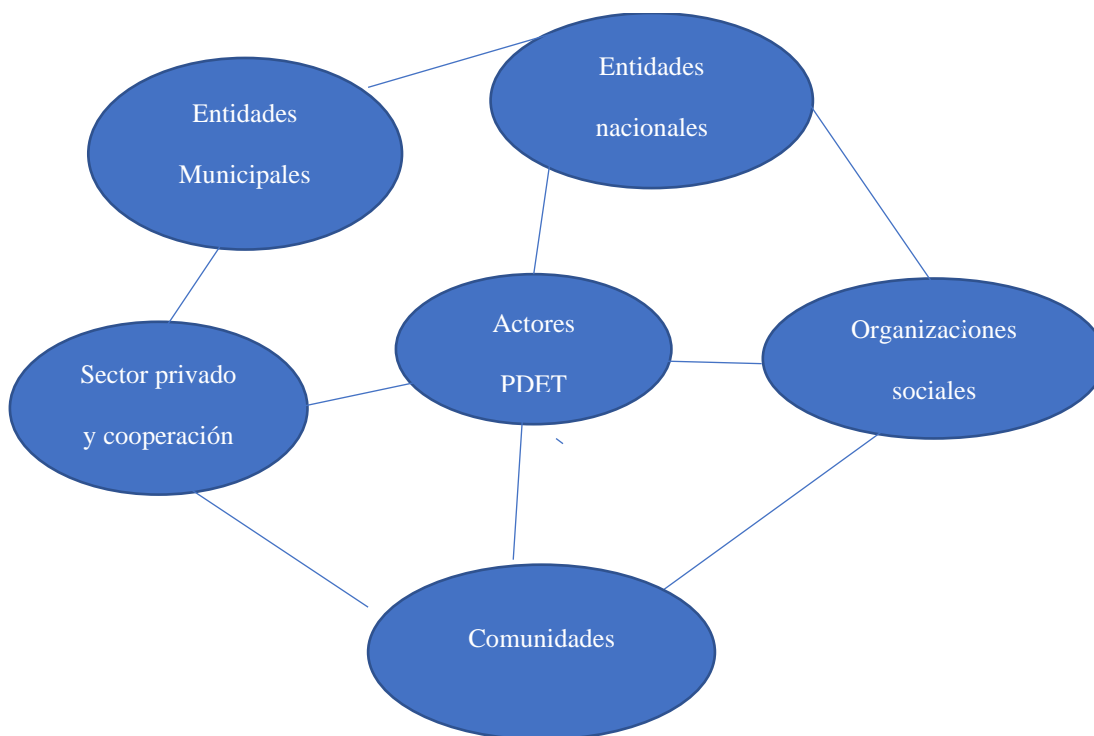 Entidades
Municipales
Entidades
nacionales
Actores
PDET
Organizaciones
sociales
Sector privado
y cooperación
Comunidades